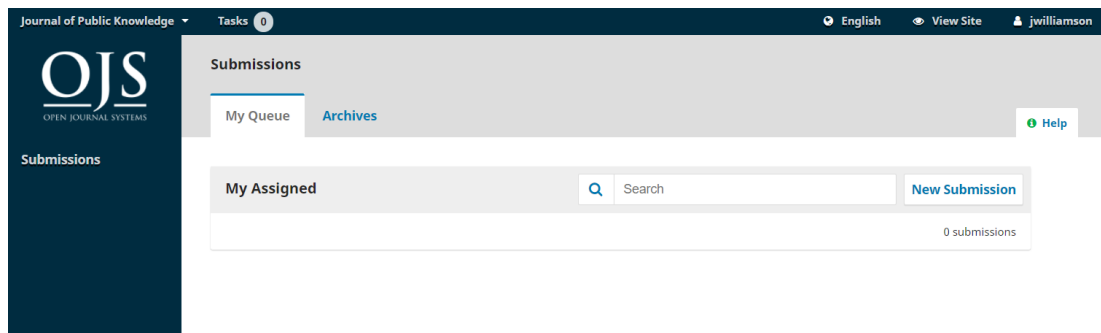 Journal of Public Knowledge Tasks 0 English View Site jwilliamson
OJS
OPEN JOURNAL SYSTEMS
Submissions
Submissions
My Queue Archives
Help
My Assigned Search New Submission
0 submissions